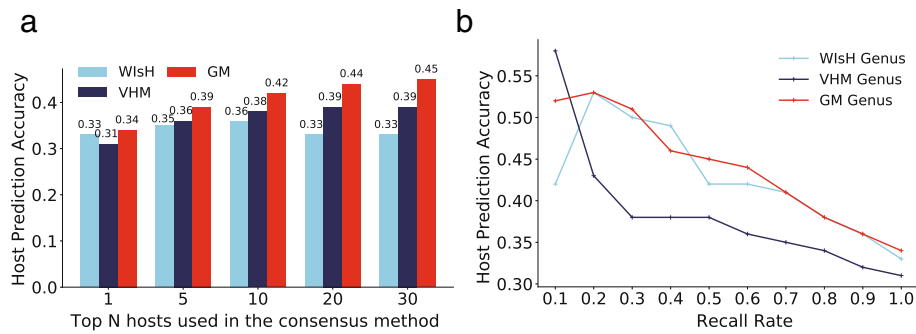 a
Host Prediction Accuracy
0.0
0.1
0.2
0.3
0.4
WIsH
VHM
GM
0.33
0.31
0.34
0.35
0.36
0.39
0.36
0.38
0.42
0.33
0.39
0.44
0.33
0.39
0.45
1
5
10
20
30
Top N hosts used in the consensus method
b
Host Prediction Accuracy
0.55
0.50
0.45
0.40
0.35
0.30
WIsH Genus
VHM Genus
GM Genus
0.1 0.2 0.3 0.4 0.5 0.6 0.7 0.8 0.9 1.0
Recall Rate